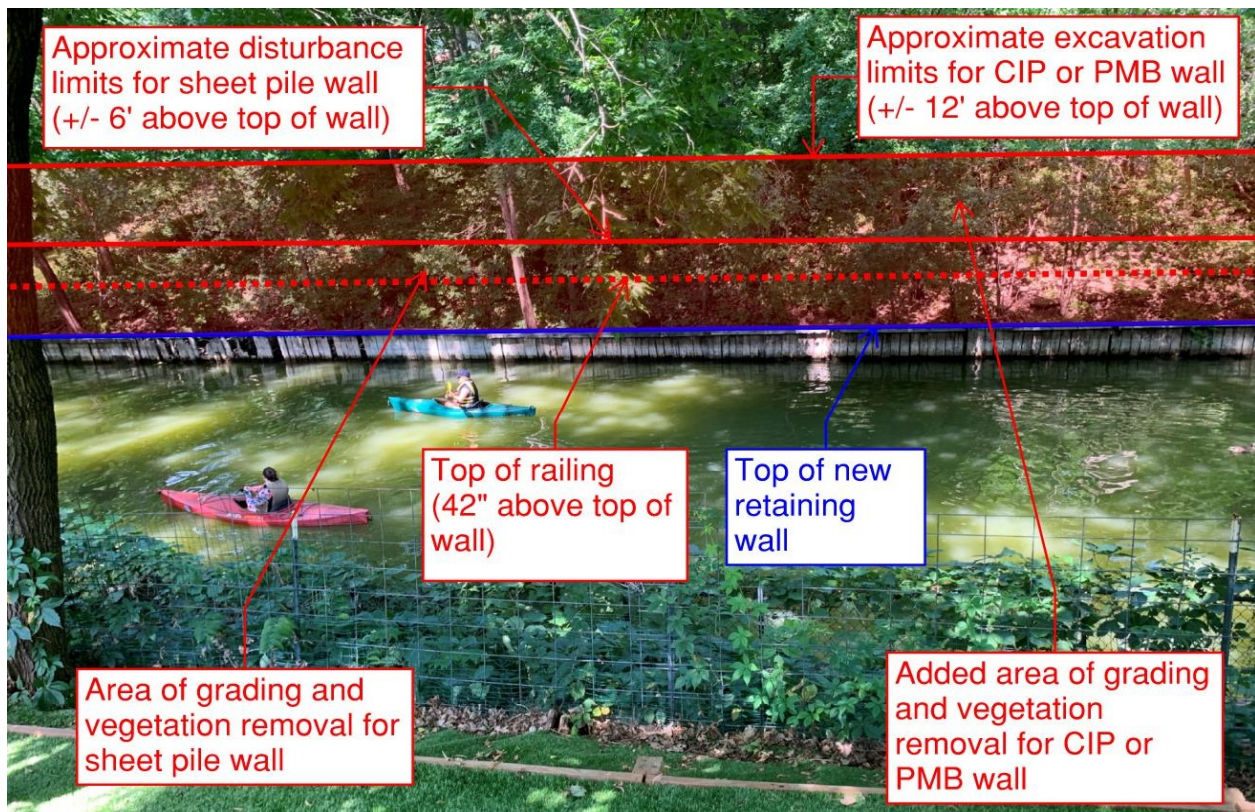 Approximate disturbance
limits for sheet pile wall
(+/- 6' above top of wall)
Approximate excavation
limits for CIP or PMB wall
(+/- 12' above top of wall)
Top of railing
(42" above top of
wall)
Top of new
retaining
wall
Area of grading and
vegetation removal for
sheet pile wall
Added area of grading
and vegetation
removal for CIP or
PMB wall